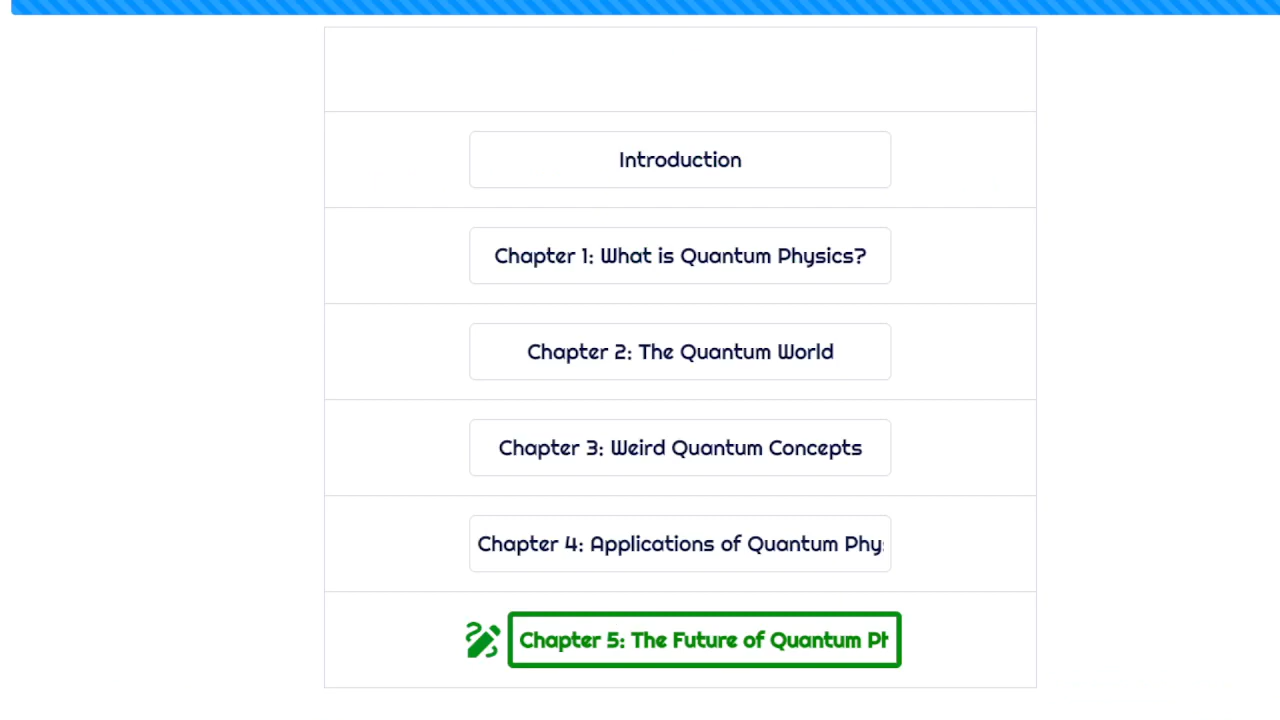 Introduction
Chapter 1: What is Quantum Physics?
Chapter 2: The Quantum World
Chapter 3: Weird Quantum Concepts
Chapter 4: Applications of Quantum Phy
Chapter 5: The Future of Quantum Ph